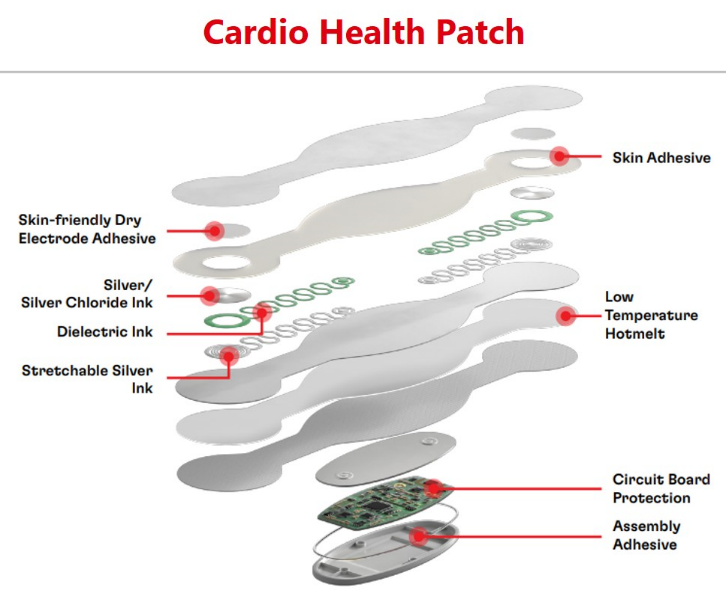 Cardio Health Patch
Skin Adhesive
Skin-friendly Dry
Electrode Adhesive
Silver/
Silver Chloride Ink
Dielectric Ink
Stretchable Silver
Ink
Low
Temperature
Hotmelt
Circuit Board
Protection
Assembly
Adhesive